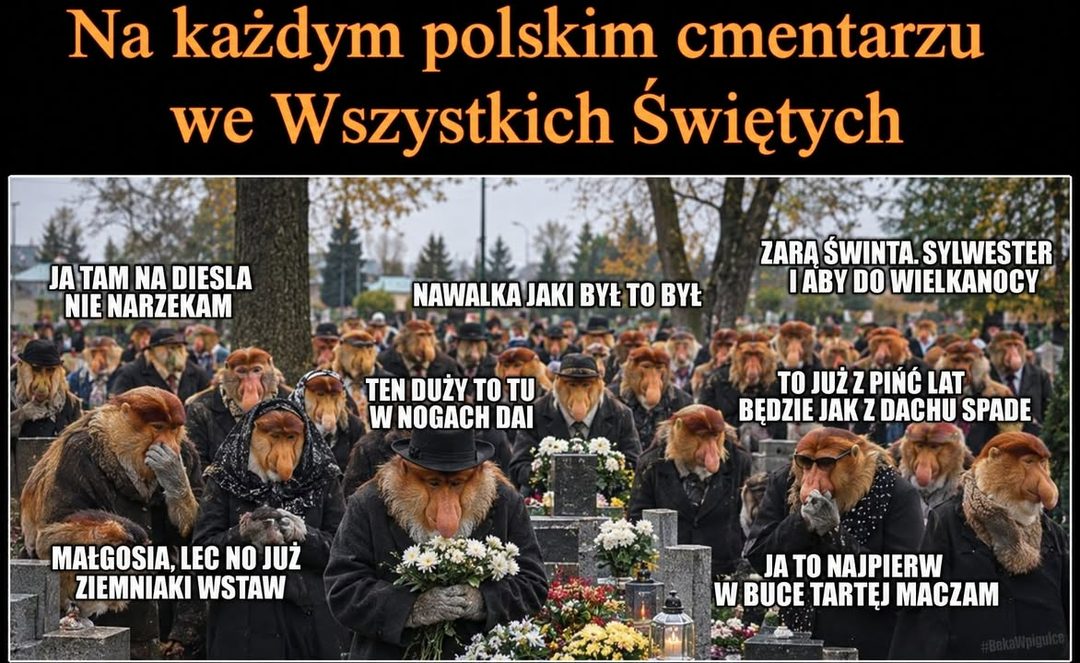 Na każdym polskim cmentarzu
we Wszystkich Świętych
JA TAM NA DIESLA
NIE NARZEKAM
NAWALKA JAKI BYŁ TO BYŁ
ZARĄ ŚWINTA. SYLWESTER
I ABY DO WIELKANOCY
TEN DUŻY TO TU
W NOGACH DAI
TO JUŻ Z PIŃĆ LAT
BĘDZIE JAK Z DACHU SPADE
MAŁGOSIA, LEC NO JUŻ
ZIEMNIAKI WSTAW
JA TO NAJPIERW
W BUCE TARTĘJ MACZAM
#BekaWpigulce